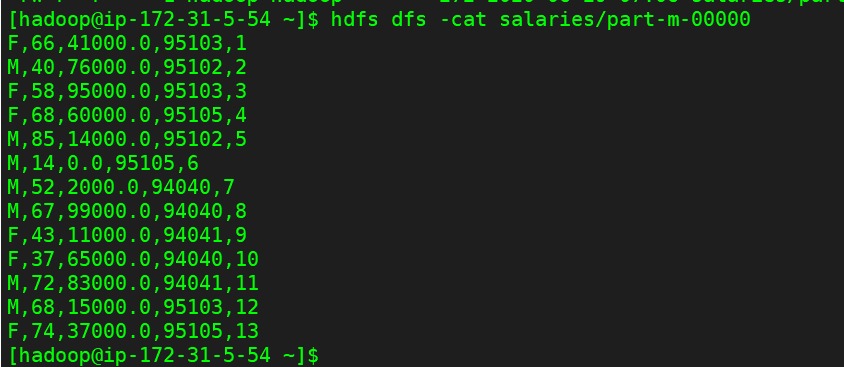 [hadoop@ip-172-31-5-54 ~]$ hdfs dfs -cat salaries/part-m-00000
F,66,41000.0,95103,1
M,40,76000.0,95102,2
F,58,95000.0,95103,3
F,68,60000.0,95105,4
M,85,14000.0,95102,5
M,14,0.0,95105,6
M,52,2000.0,94040,7
M,67,99000.0,94040,8
F,43,11000.0,94041,9
F,37,65000.0,94040,10
M,72,83000.0,94041,11
M,68,15000.0,95103,12
F,74,37000.0,95105,13
[hadoop@ip-172-31-5-54 ~]$